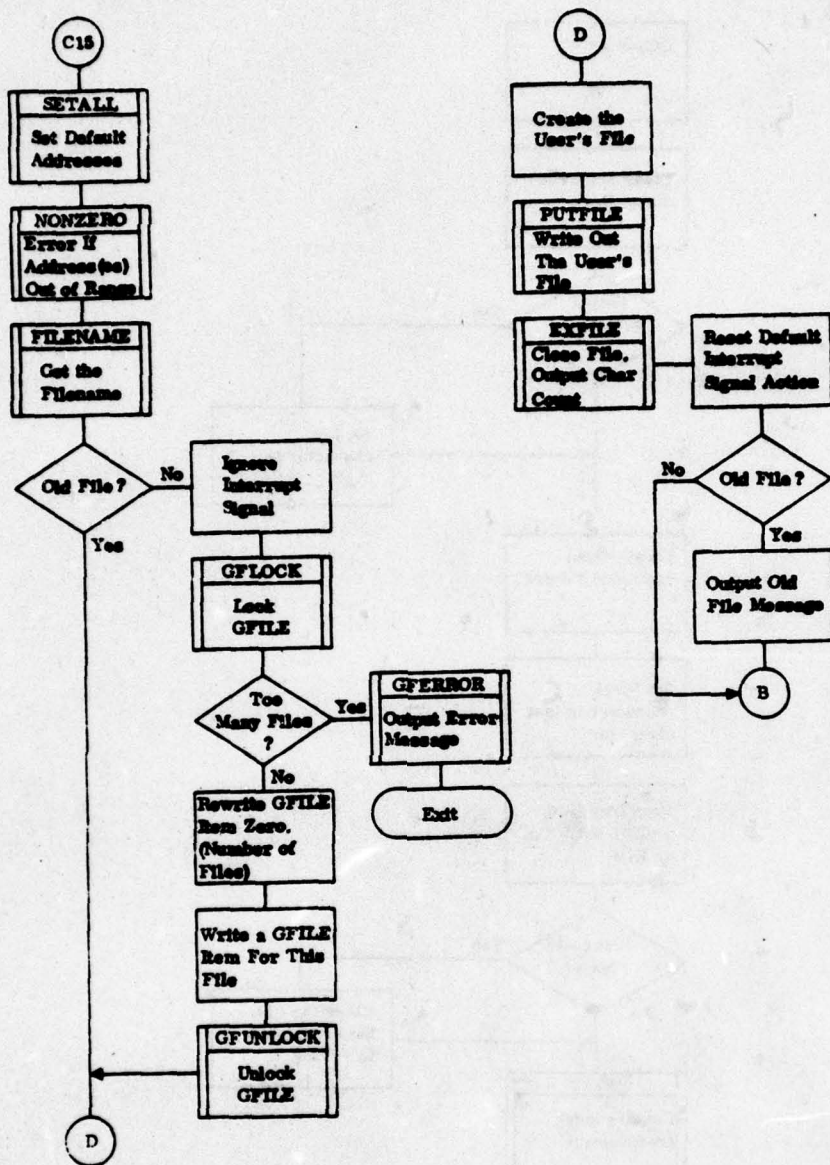 C15
SETALL
Set Default
Addresses
NONZERO
Error If
Address(es)
Out of Range
FILENAME
Get the
Filename
Old File?
No
Yes
Ignore
Interrupt
Signal
GFLOCK
Lock
GFILE
Too
Many Files
?
Yes
No
GFERROR
Output Error
Message
Exit
Rewrite GFILE
Item Zero.
(Number of
Files)
Write a GFILE
Item For This
File
GFUNLOCK
Unlock
GFILE
D
D
Create the
User's File
PUTFILE
Write Out
The User's
File
EXFILE
Close File.
Output Char
Count
Reset Default
Interrupt
Signal Action
Old File?
No
Yes
Output Old
File Message
B